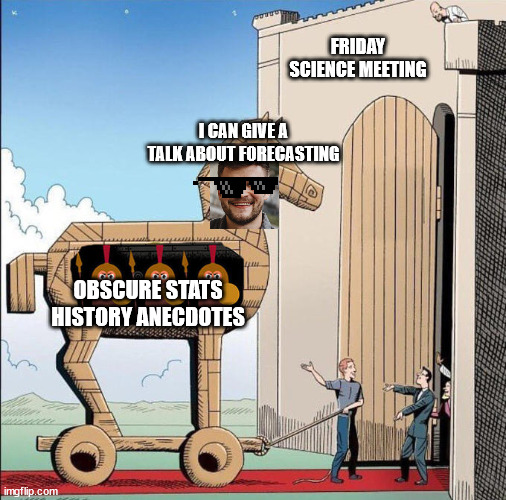 FRIDAY
SCIENCE MEETING
I CAN GIVE A
TALK ABOUT FORECASTING
OBSCURE STATS
HISTORY ANECDOTES
imgflip.com